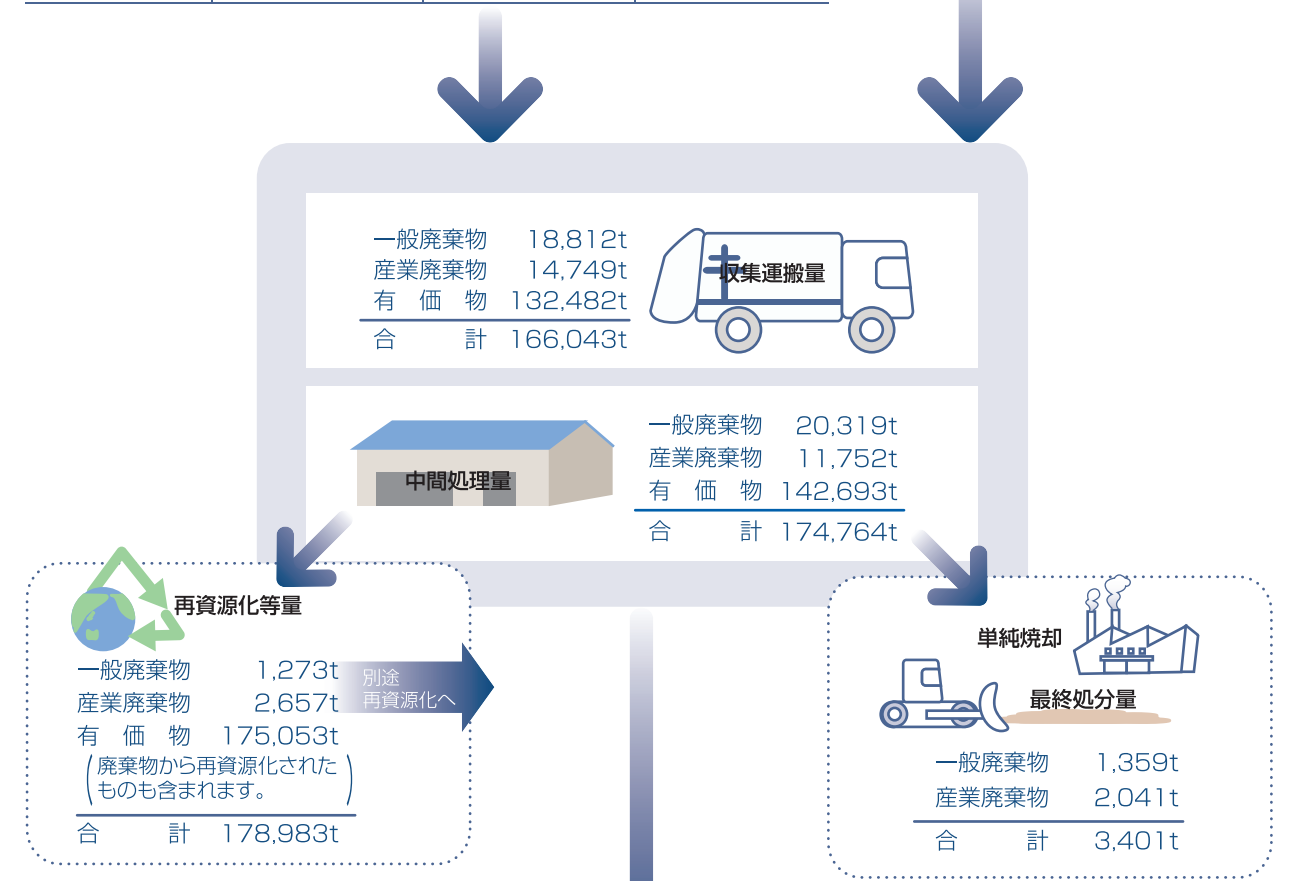 一般廃棄物 18,812t
産業廃棄物 14,749t
有価物 132,482t
合計 166,043t
収集運搬量
中間処理量
一般廃棄物 20,319t
産業廃棄物 11,752t
有価物 142,693t
合計 174,764t
再資源化等量
一般廃棄物 1,273t
産業廃棄物 2,657t
有価物 175,053t
(廃棄物から再資源化された
ものも含まれます。)
合計 178,983t
別途
再資源化へ
単純焼却
最終処分量
一般廃棄物 1,359t
産業廃棄物 2,041t
合計 3,401t